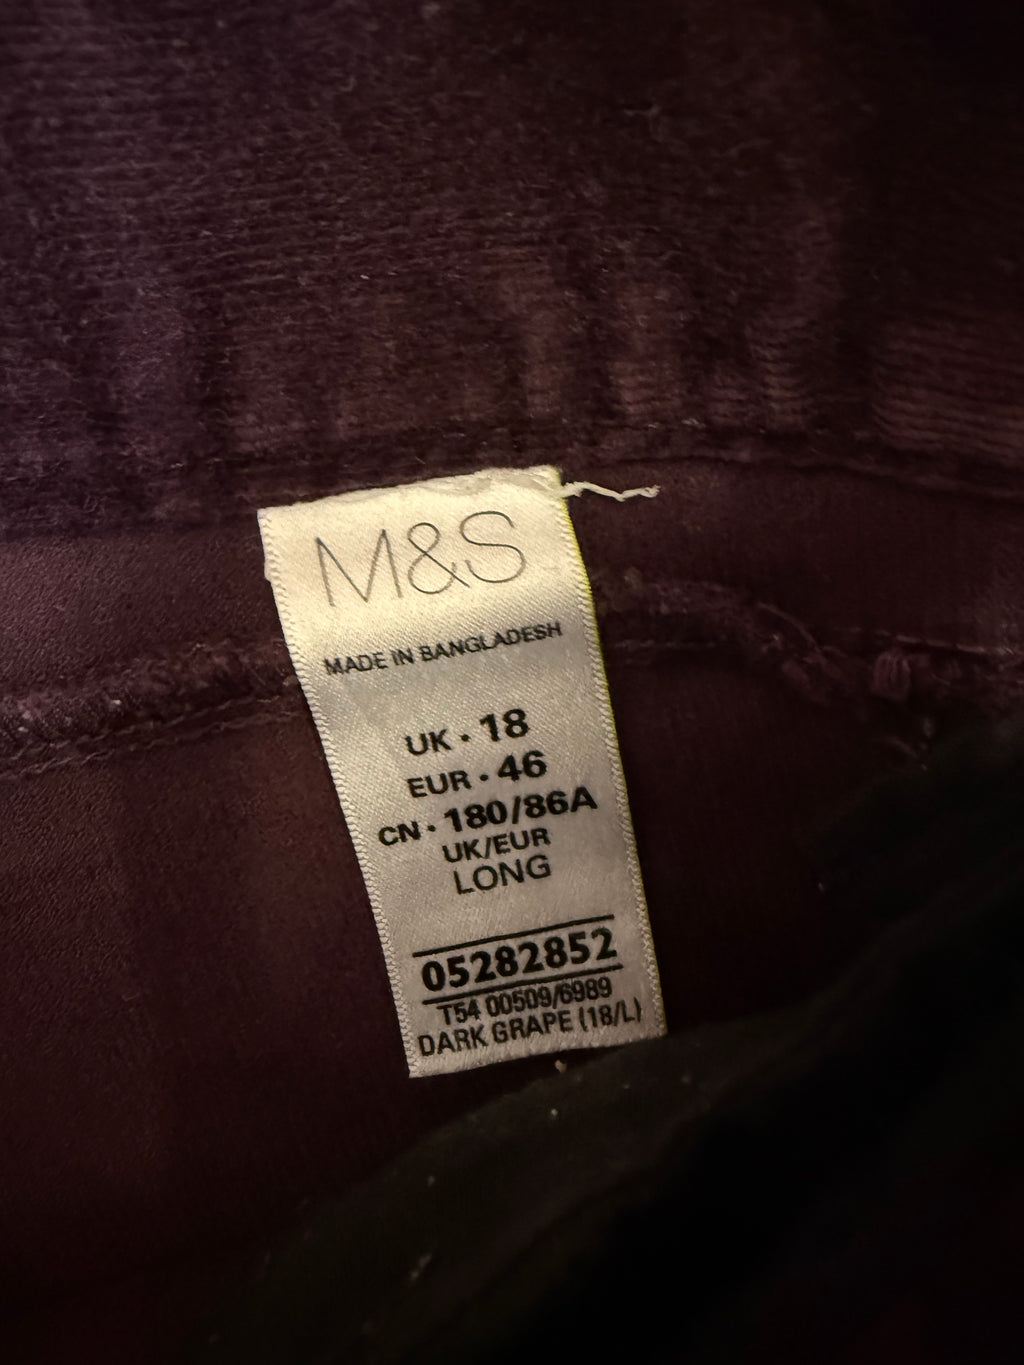 M&S
MADE IN BANGLADESH
UK · 18
EUR · 46
CN · 180/86A
UK/EUR
LONG
05282852
T54 00509/6989
DARK GRAPE (18/L)